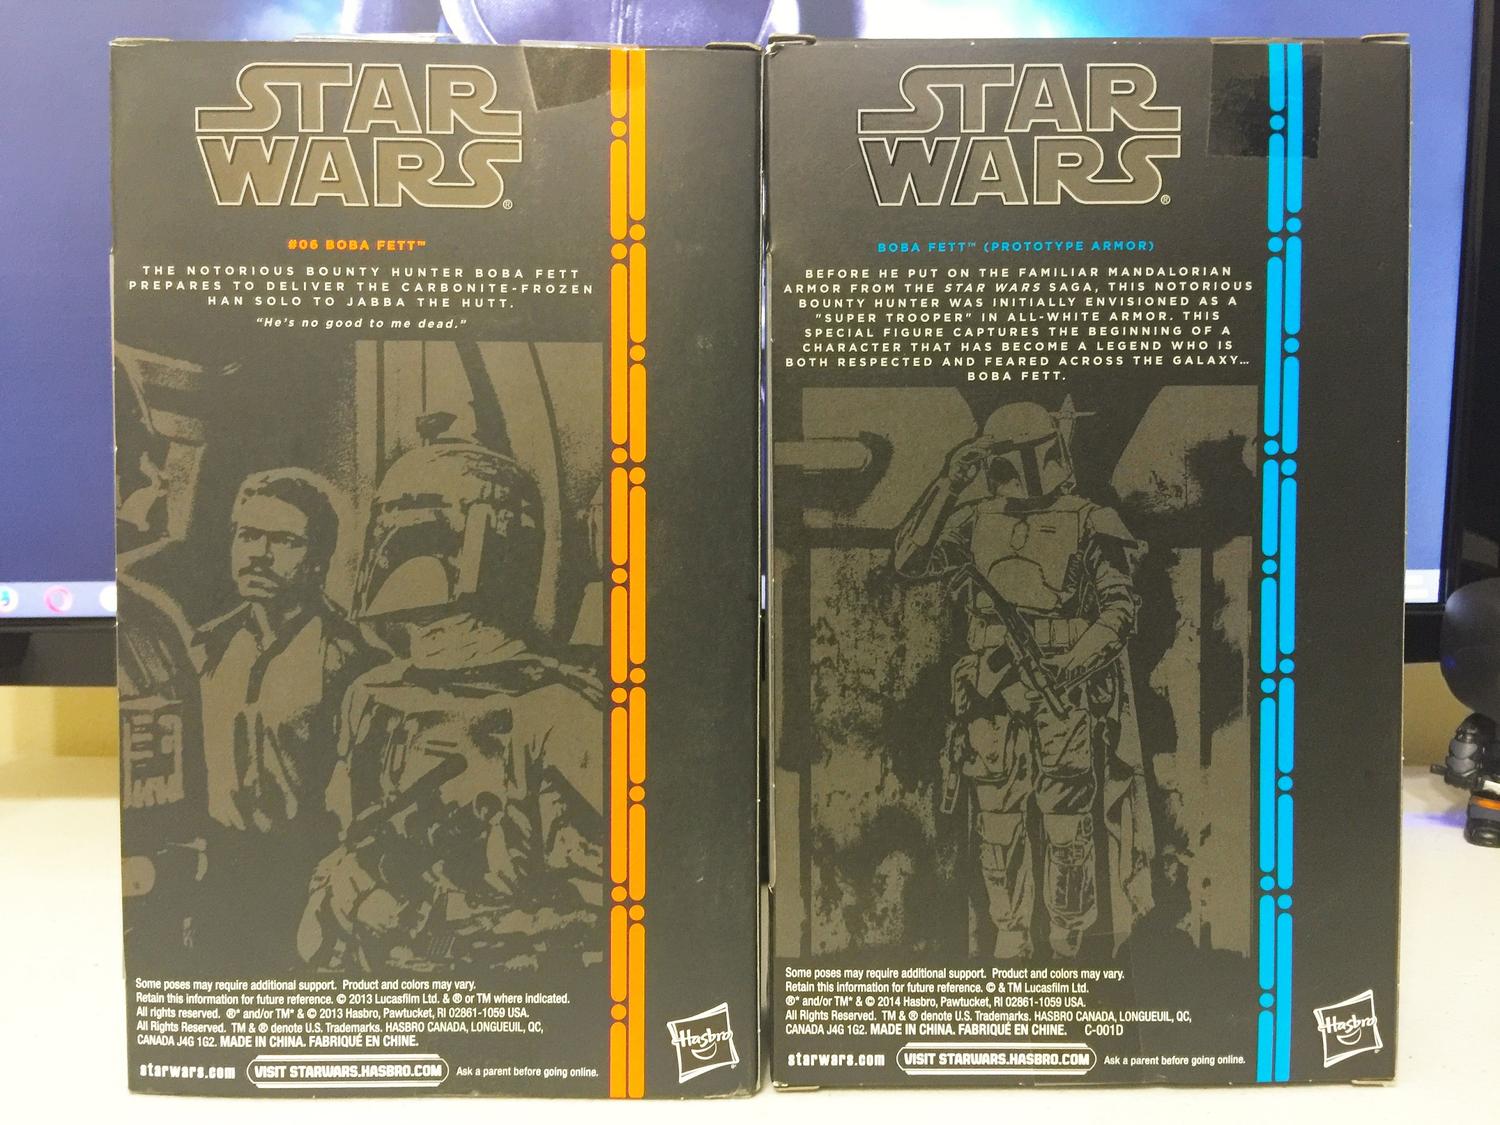 STAR
WARS®
#06 BOBA FETT™
THE NOTORIOUS BOUNTY HUNTER BOBA FETT
PREPARES TO DELIVER THE CARBONITE-FROZEN
HAN SOLO TO JABBA THE HUTT.
"He's no good to me dead."
Some poses may require additional support. Product and colors may vary.
Retain this information for future reference. © 2013 Lucasfilm Ltd. & ® or TM where indicated.
All rights reserved. ®* and/or TM* & © 2013 Hasbro, Pawtucket, RI 02861-1059 USA.
All Rights Reserved. TM & ® denote U.S. Trademarks. HASBRO CANADA, LONGUEUIL, QC,
CANADA J4G 1G2. MADE IN CHINA. FABRIQUÉ EN CHINE.
starwars.com VISIT STARWARS.HASBRO.COM Ask a parent before going online.
Hasbro
STAR
WARS®
BOBA FETT™ (PROTOTYPE ARMOR)
BEFORE HE PUT ON THE FAMILIAR MANDALORIAN
ARMOR FROM THE STAR WARS SAGA, THIS NOTORIOUS
BOUNTY HUNTER WAS INITIALLY ENVISIONED AS A
"SUPER TROOPER" IN ALL-WHITE ARMOR. THIS
SPECIAL FIGURE CAPTURES THE BEGINNING OF A
CHARACTER THAT HAS BECOME A LEGEND WHO IS
BOTH RESPECTED AND FEARED ACROSS THE GALAXY...
BOBA FETT.
Some poses may require additional support. Product and colors may vary.
Retain this information for future reference. © & TM Lucasfilm Ltd.
®* and/or TM* & © 2014 Hasbro, Pawtucket, RI 02861-1059 USA.
All Rights Reserved. TM & ® denote U.S. Trademarks. HASBRO CANADA, LONGUEUIL, QC,
CANADA J4G 1G2. MADE IN CHINA. FABRIQUÉ EN CHINE. C-001D
starwars.com VISIT STARWARS.HASBRO.COM Ask a parent before going online.
Hasbro